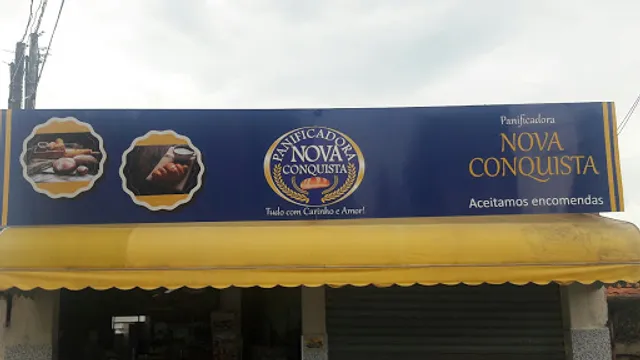 PANIFICADORA
NOVA
CONQUISTA
Tudo com Carinho e Amor!
Panificadora
NOVA
CONQUISTA
Aceitamos encomendas